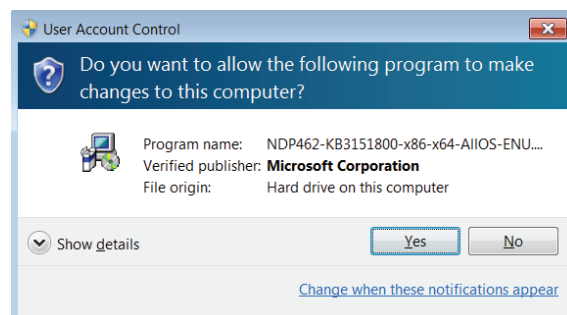 User Account Control
Do you want to allow the following program to make
changes to this computer?
Program name: NDP462-KB3151800-x86-x64-AllOS-ENU....
Verified publisher: Microsoft Corporation
File origin: Hard drive on this computer
Show details Yes No
Change when these notifications appear